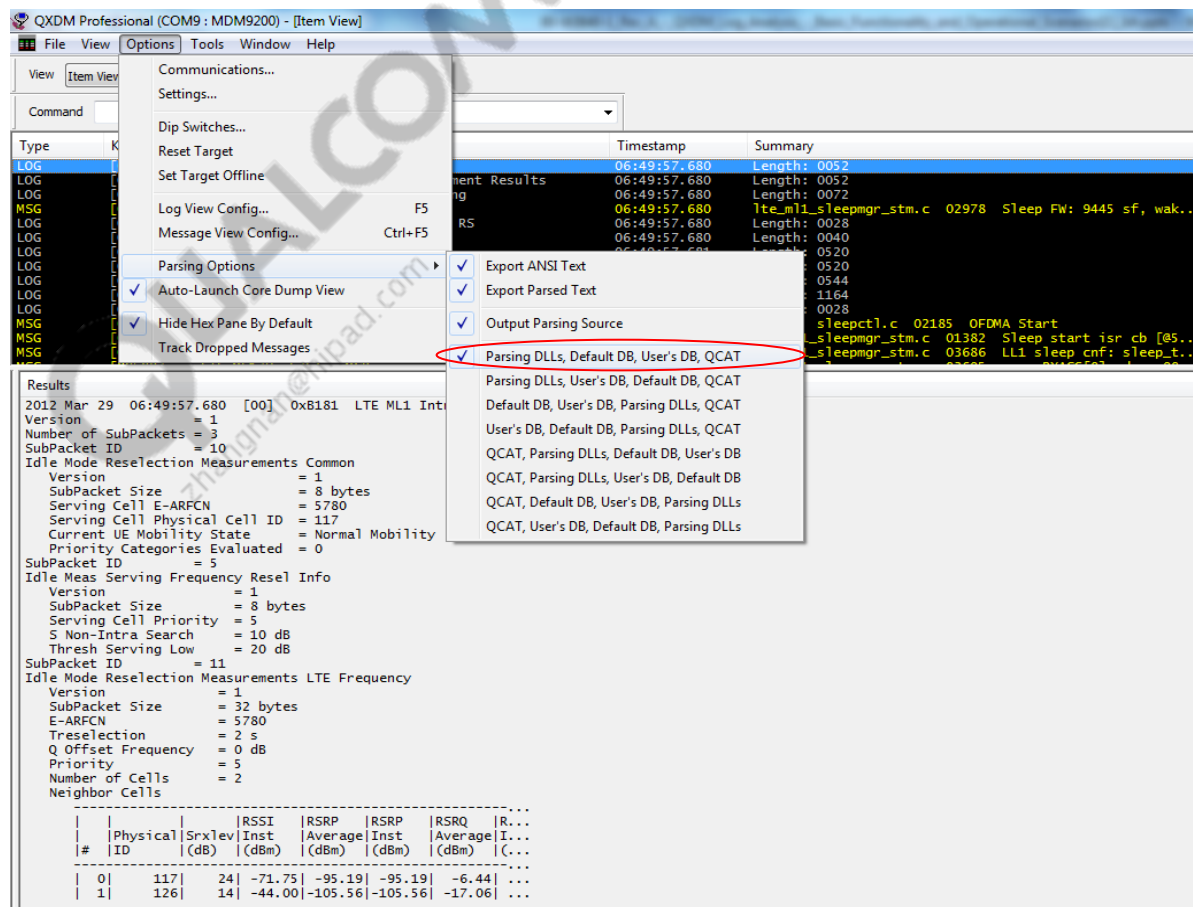 QXDM Professional (COM9 : MDM9200) - [Item View]
File View Options Tools Window Help
View Item View
Command
Communications...
Settings...
Dip Switches...
Reset Target
Set Target Offline
Log View Config... F5
Message View Config... Ctrl+F5
Parsing Options
Auto-Launch Core Dump View
Hide Hex Pane By Default
Track Dropped Messages
Export ANSI Text
Export Parsed Text
Output Parsing Source
Parsing DLLs, Default DB, User's DB, QCAT
Parsing DLLs, User's DB, Default DB, QCAT
Default DB, User's DB, Parsing DLLs, QCAT
User's DB, Default DB, Parsing DLLs, QCAT
QCAT, Parsing DLLs, Default DB, User's DB
QCAT, Parsing DLLs, User's DB, Default DB
QCAT, Default DB, User's DB, Parsing DLLs
QCAT, User's DB, Default DB, Parsing DLLs
Type K Timestamp Summary
LOG [ 06:49:57.680 Length: 0052
LOG [ ment Results 06:49:57.680 Length: 0052
LOG [ ng 06:49:57.680 Length: 0072
MSG [ 06:49:57.680 lte_ml1_sleepmgr_stm.c 02978 Sleep FW: 9445 sf, wak..
LOG [ RS 06:49:57.680 Length: 0028
LOG [ 06:49:57.680 Length: 0040
LOG [ : 0520
LOG [ : 0520
LOG [ : 0544
LOG [ : 1164
LOG [ : 0028
MSG [ sleepctl.c 02185 OFDMA Start
MSG [ l_sleepmgr_stm.c 01382 Sleep start isr cb [@5..
MSG [ l_sleepmgr_stm.c 03686 LL1 sleep cnf: sleep_t..
Results
2012 Mar 29 06:49:57.680 [00] 0xB181 LTE ML1 Intr
Version = 1
Number of SubPackets = 3
SubPacket ID = 10
Idle Mode Reselection Measurements Common
Version = 1
SubPacket Size = 8 bytes
Serving Cell E-ARFCN = 5780
Serving Cell Physical Cell ID = 117
Current UE Mobility State = Normal Mobility
Priority Categories Evaluated = 0
SubPacket ID = 5
Idle Meas Serving Frequency Resel Info
Version = 1
SubPacket Size = 8 bytes
Serving Cell Priority = 5
S Non-Intra Search = 10 dB
Thresh Serving Low = 20 dB
SubPacket ID = 11
Idle Mode Reselection Measurements LTE Frequency
Version = 1
SubPacket Size = 32 bytes
E-ARFCN = 5780
Treselection = 2 s
Q Offset Frequency = 0 dB
Priority = 5
Number of Cells = 2
Neighbor Cells
-----------------------------------------------------...
| | | |RSSI |RSRP |RSRP |RSRQ |R...
| |Physical|Srxlev|Inst |Average|Inst |Average|I...
|# |ID |(dB) |(dBm) |(dBm) |(dBm) |(dBm) |(...
-----------------------------------------------------...
| 0| 117| 24| -71.75| -95.19| -95.19| -6.44| ...
| 1| 126| 14| -44.00|-105.56|-105.56| -17.06| ...
QUALCOM
zhangnan@hipad.com